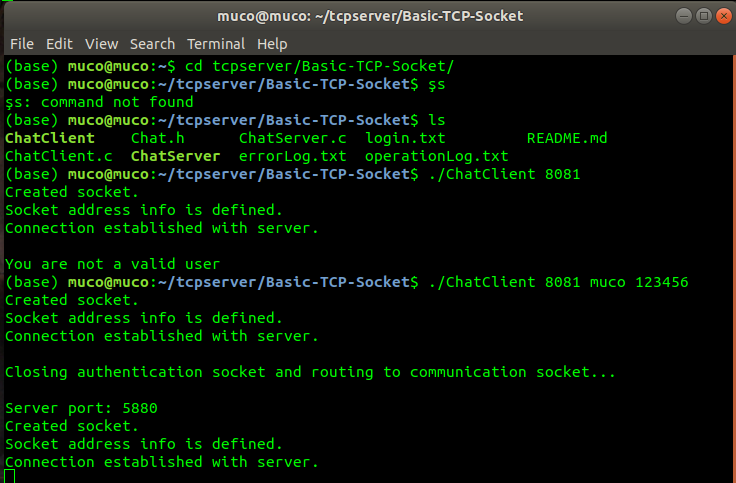 muco@muco: ~/tcpserver/Basic-TCP-Socket
File Edit View Search Terminal Help
(base) muco@muco:~$ cd tcpserver/Basic-TCP-Socket/
(base) muco@muco:~/tcpserver/Basic-TCP-Socket$ şs
şs: command not found
(base) muco@muco:~/tcpserver/Basic-TCP-Socket$ ls
ChatClient    Chat.h      ChatServer.c  login.txt         README.md
ChatClient.c  ChatServer  errorLog.txt  operationLog.txt
(base) muco@muco:~/tcpserver/Basic-TCP-Socket$ ./ChatClient 8081
Created socket.
Socket address info is defined.
Connection established with server.
You are not a valid user
(base) muco@muco:~/tcpserver/Basic-TCP-Socket$ ./ChatClient 8081 muco 123456
Created socket.
Socket address info is defined.
Connection established with server.
Closing authentication socket and routing to communication socket...
Server port: 5880
Created socket.
Socket address info is defined.
Connection established with server.